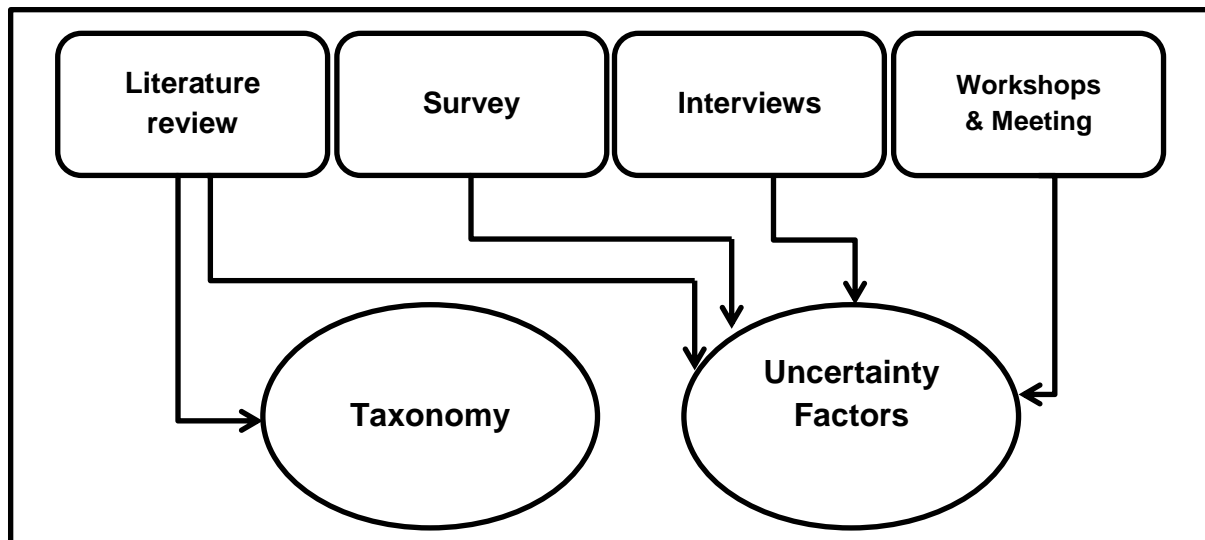 Literature
review
Survey
Interviews
Workshops
& Meeting
Taxonomy
Uncertainty
Factors